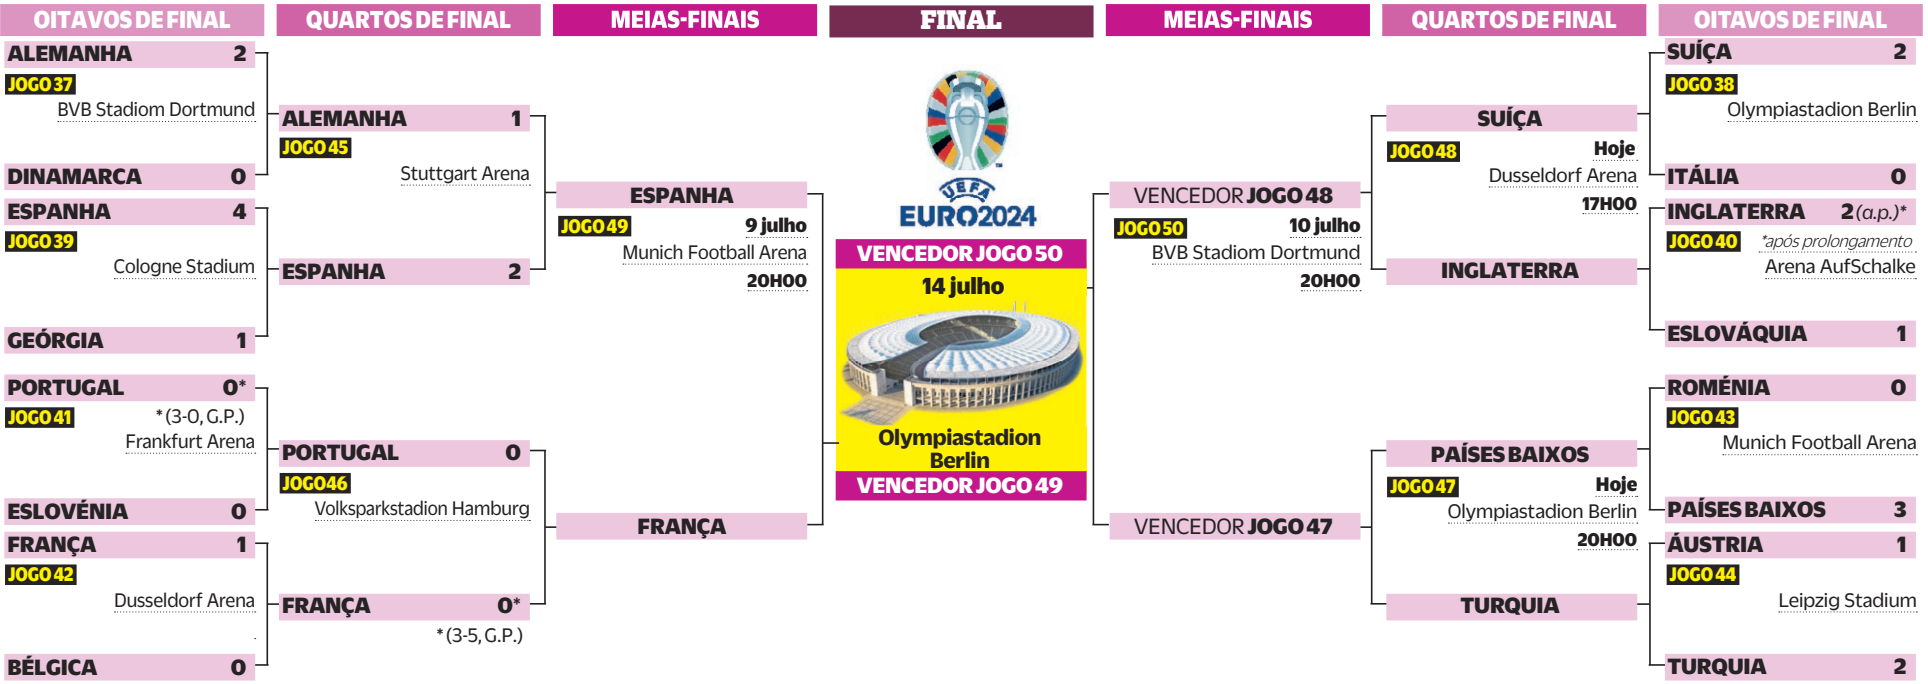 OITAVOS DE FINAL
QUARTOS DE FINAL
MEIAS-FINAIS
FINAL
MEIAS-FINAIS
QUARTOS DE FINAL
OITAVOS DE FINAL
ALEMANHA 2
JOGO 37
BVB Stadiom Dortmund
DINAMARCA 0
ESPANHA 4
JOGO 39
Cologne Stadium
GEÓRGIA 1
PORTUGAL 0*
JOGO 41
*(3-0, G.P.)
Frankfurt Arena
ESLOVÉNIA 0
FRANÇA 1
JOGO 42
Dusseldorf Arena
BÉLGICA 0
ALEMANHA 1
JOGO 45
Stuttgart Arena
ESPANHA 2
PORTUGAL 0
JOGO46
Volksparkstadion Hamburg
FRANÇA 0*
*(3-5, G.P.)
ESPANHA
JOGO 49
9 julho
Munich Football Arena
20H00
FRANÇA
UEFA
EURO2024
VENCEDOR JOGO 50
14 julho
Olympiastadion
Berlin
VENCEDOR JOGO 49
VENCEDOR JOGO 48
JOGO 50
10 julho
BVB Stadiom Dortmund
20H00
VENCEDOR JOGO 47
SUÍÇA
JOGO 48
Hoje
Dusseldorf Arena
17H00
INGLATERRA
PAÍSES BAIXOS
JOGO 47
Hoje
Olympiastadion Berlin
20H00
TURQUIA
SUÍÇA 2
JOGO 38
Olympiastadion Berlin
ITÁLIA 0
INGLATERRA 2 (a.p.)*
JOGO 40
*após prolongamento
Arena AufSchalke
ESLOVÁQUIA 1
ROMÉNIA 0
JOGO 43
Munich Football Arena
PAÍSES BAIXOS 3
ÁUSTRIA 1
JOGO 44
Leipzig Stadium
TURQUIA 2